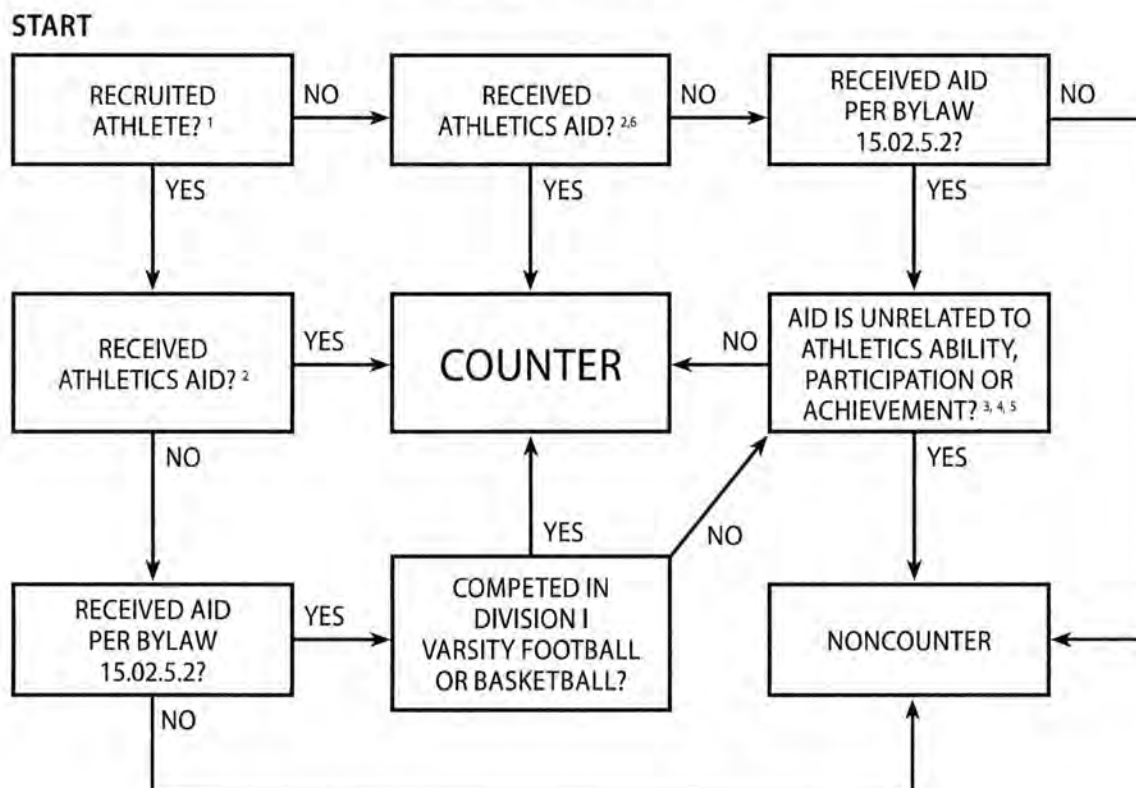 START
RECRUITED
ATHLETE? 1
NO
RECEIVED
ATHLETICS AID? 2,6
NO
RECEIVED AID
PER BYLAW
15.02.5.2?
NO
YES
YES
YES
RECEIVED
ATHLETICS AID? 2
YES
COUNTER
NO
AID IS UNRELATED TO
ATHLETICS ABILITY,
PARTICIPATION OR
ACHIEVEMENT? 3, 4, 5
NO
YES
YES
NO
RECEIVED AID
PER BYLAW
15.02.5.2?
YES
COMPETED IN
DIVISION I
VARSITY FOOTBALL
OR BASKETBALL?
NONCOUNTER
NO